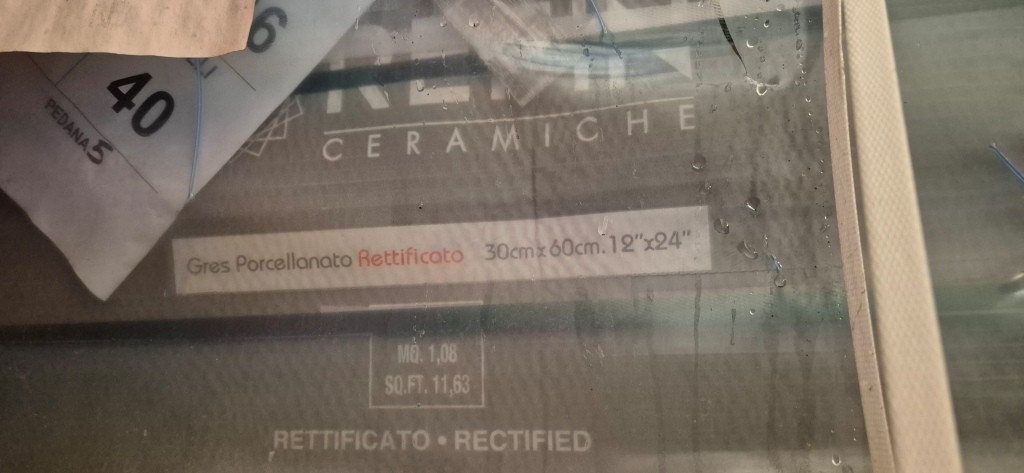 6
40
PEDANA 5
CERAMICHE
Gres Porcellanato Rettificato 30cm x 60cm. 12"x24"
MQ. 1,08
SQ.FT. 11,63
RETTIFICATO • RECTIFIED